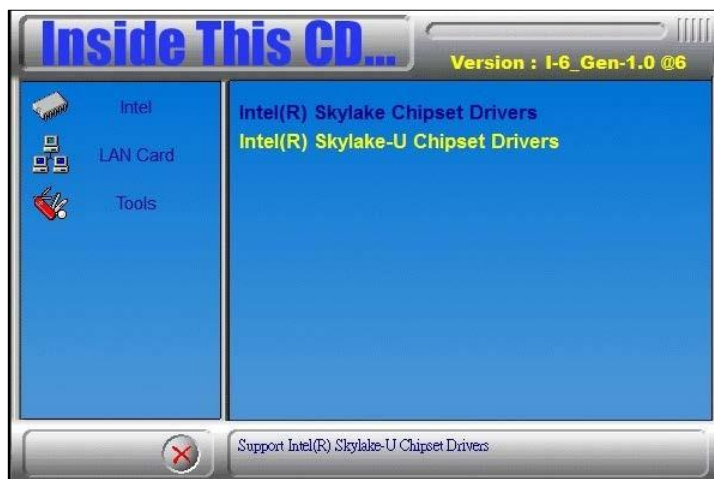 Inside This CD...
Version : I-6_Gen-1.0 @6
Intel
LAN Card
Tools
Intel(R) Skylake Chipset Drivers
Intel(R) Skylake-U Chipset Drivers
Support Intel(R) Skylake-U Chipset Drivers